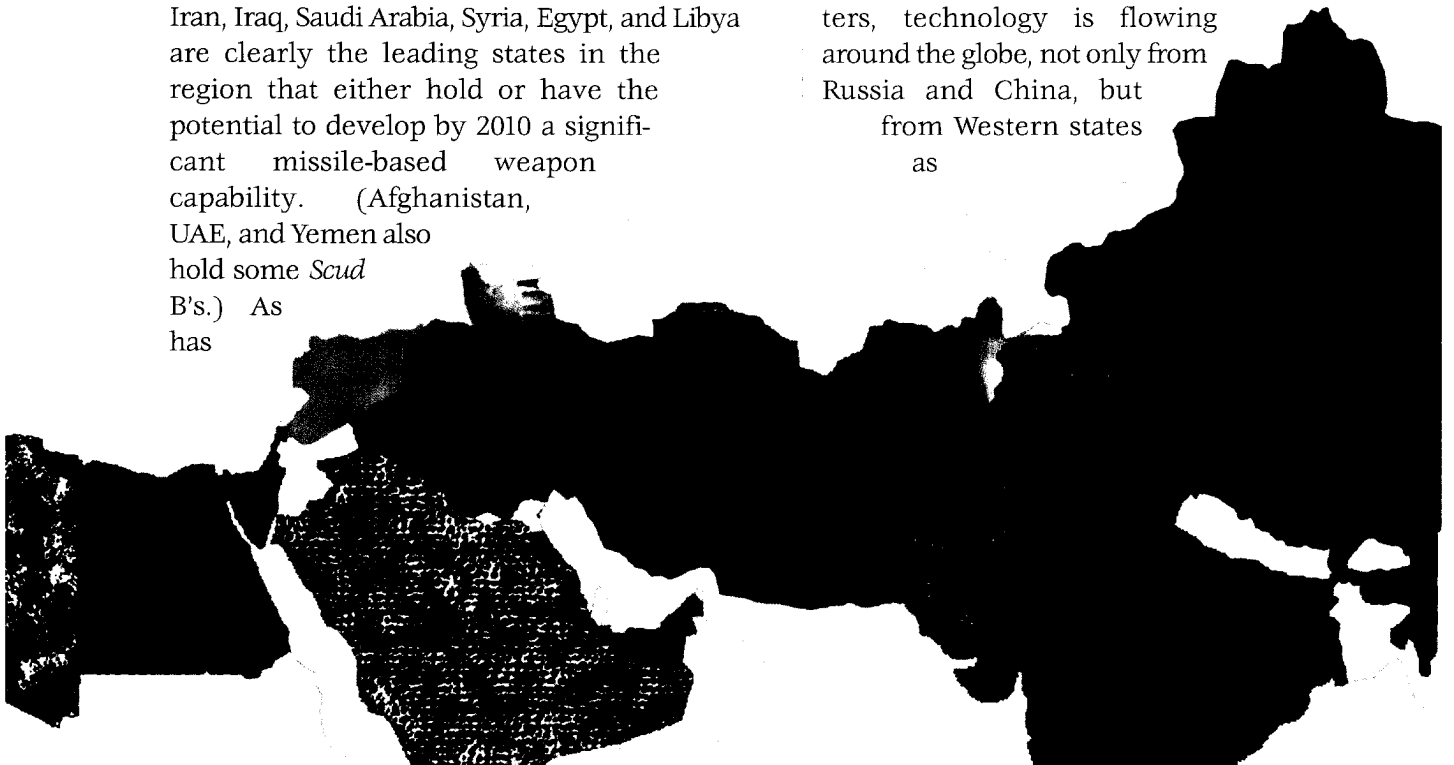 Iran, Iraq, Saudi Arabia, Syria, Egypt, and Libya
are clearly the leading states in the
region that either hold or have the
potential to develop by 2010 a signifi-
cant missile-based weapon
capability. (Afghanistan,
UAE, and Yemen also
hold some Scud
B's.) As
has
ters, technology is flowing
around the globe, not only from
Russia and China, but
from Western states
as